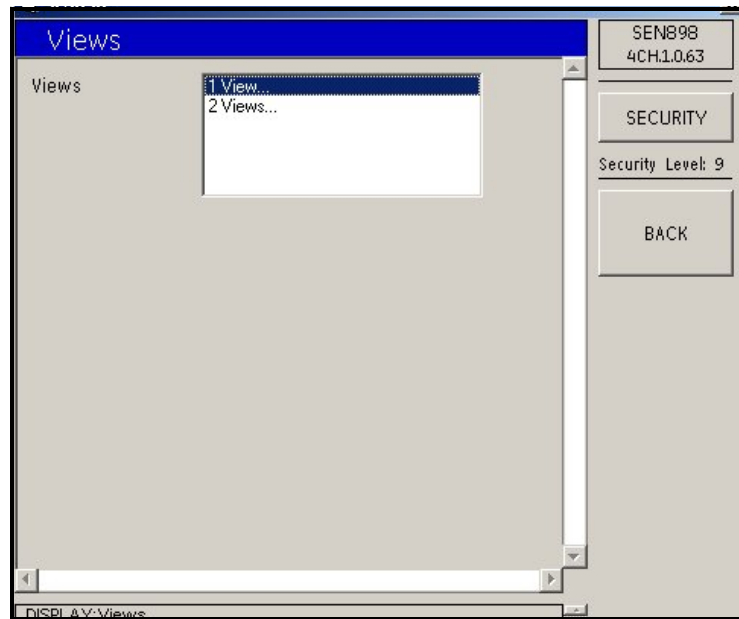 Views
SEN898
4CH.1.0.63
Views
1 View...
2 Views...
SECURITY
Security Level: 9
BACK
DISPLAY:Views